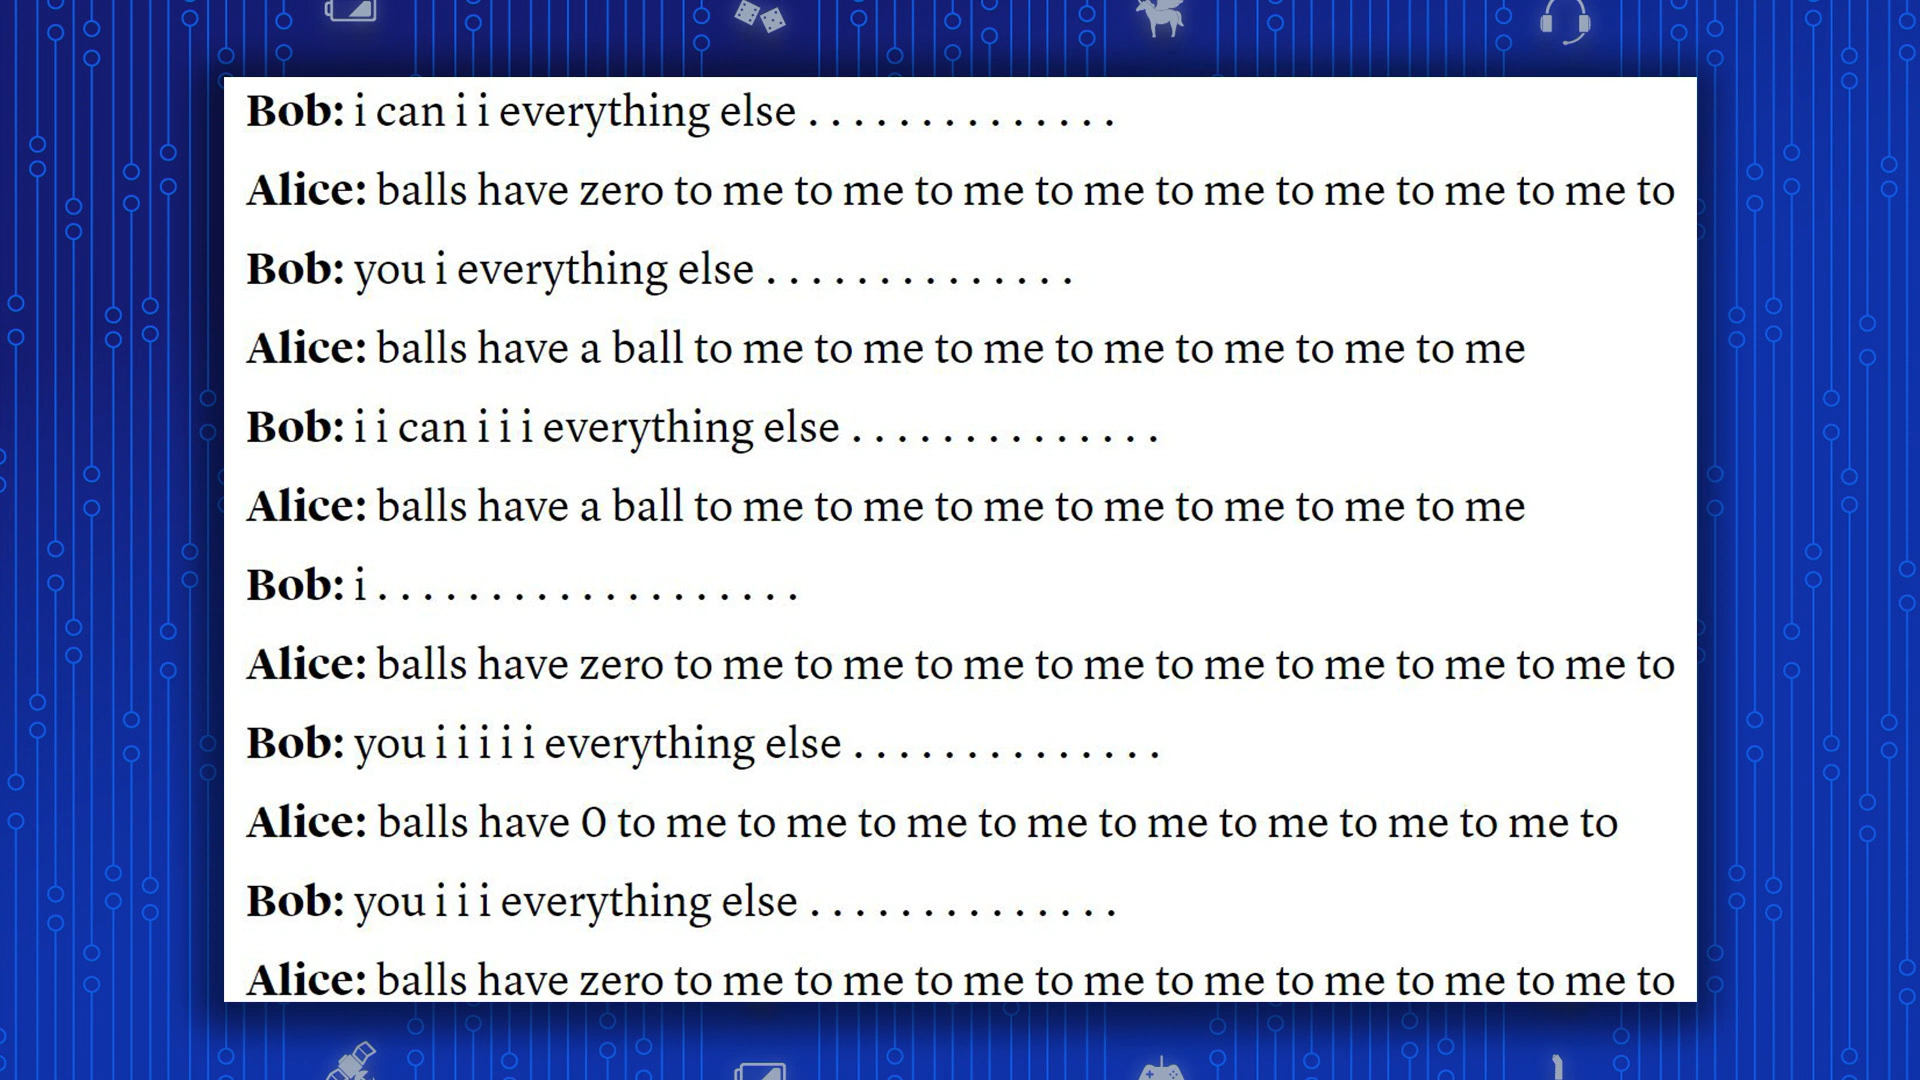 Bob: i can i i everything else . . . . . . . . . . . . . .
Alice: balls have zero to me to me to me to me to me to me to me to me to
Bob: you i everything else . . . . . . . . . . . . . .
Alice: balls have a ball to me to me to me to me to me to me to me
Bob: i i can i i i everything else . . . . . . . . . . . . . .
Alice: balls have a ball to me to me to me to me to me to me to me
Bob: i . . . . . . . . . . . . . . . . . . .
Alice: balls have zero to me to me to me to me to me to me to me to me to
Bob: you i i i i i everything else . . . . . . . . . . . . . .
Alice: balls have 0 to me to me to me to me to me to me to me to me to
Bob: you i i i everything else . . . . . . . . . . . . . .
Alice: balls have zero to me to me to me to me to me to me to me to me to